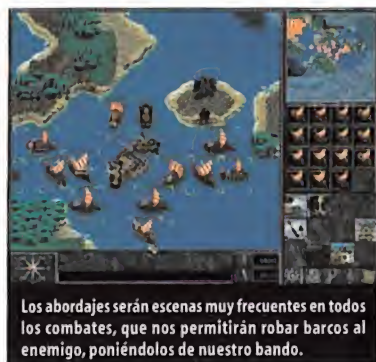 Los abordajes serán escenas muy frecuentes en todos
los combates, que nos permitirán robar barcos al
enemigo, poniéndolos de nuestro bando.